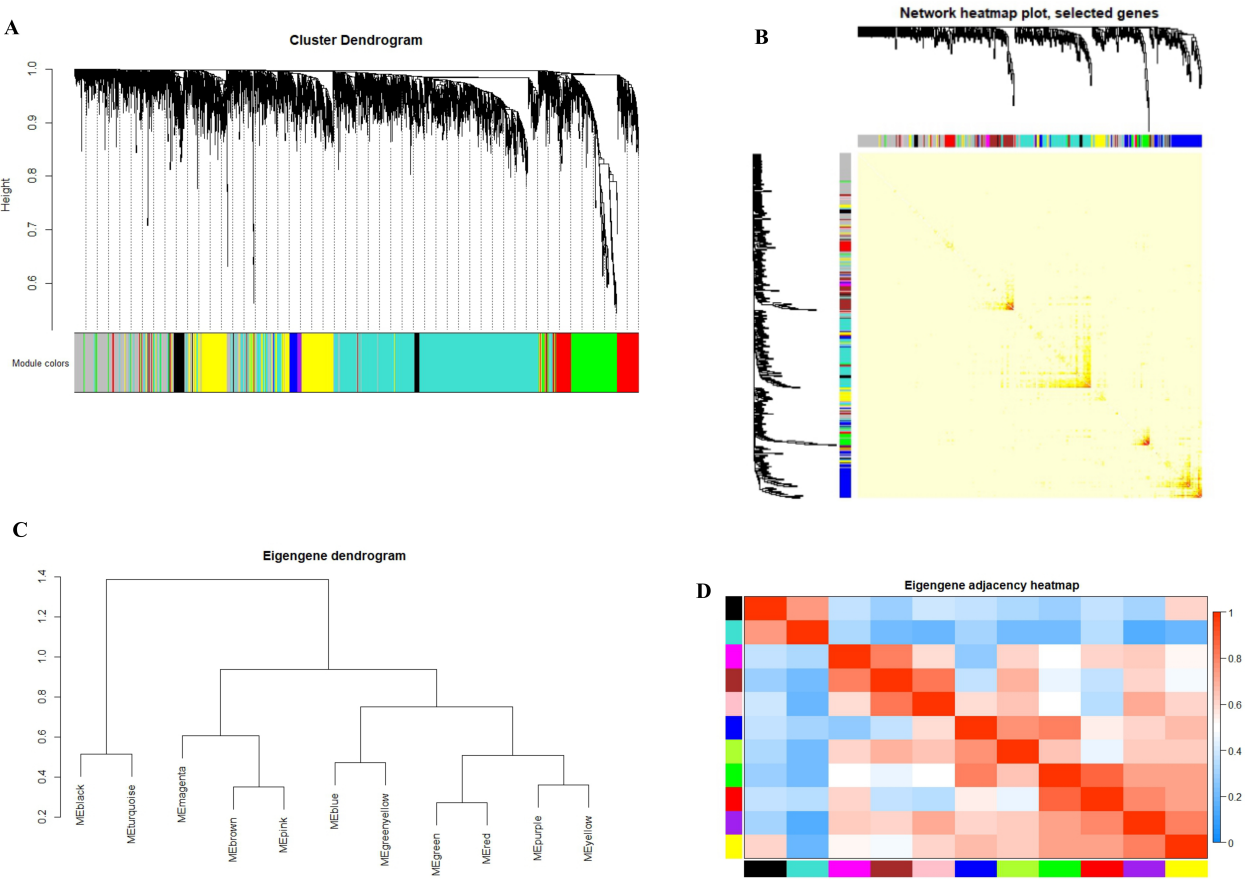 A
Cluster Dendrogram
Height
1.0
0.9
0.8
0.7
0.6
Module colors
B
Network heatmap plot, selected genes
C
Eigengene dendrogram
1.4
1.2
1.0
0.8
0.6
0.4
0.2
MEblack
MEturquoise
MEmagenta
MEbrown
MEpink
MEblue
MEgreenyellow
MEgreen
MEred
MEpurple
MEyellow
D
Eigengene adjacency heatmap
1
0.8
0.6
0.4
0.2
0